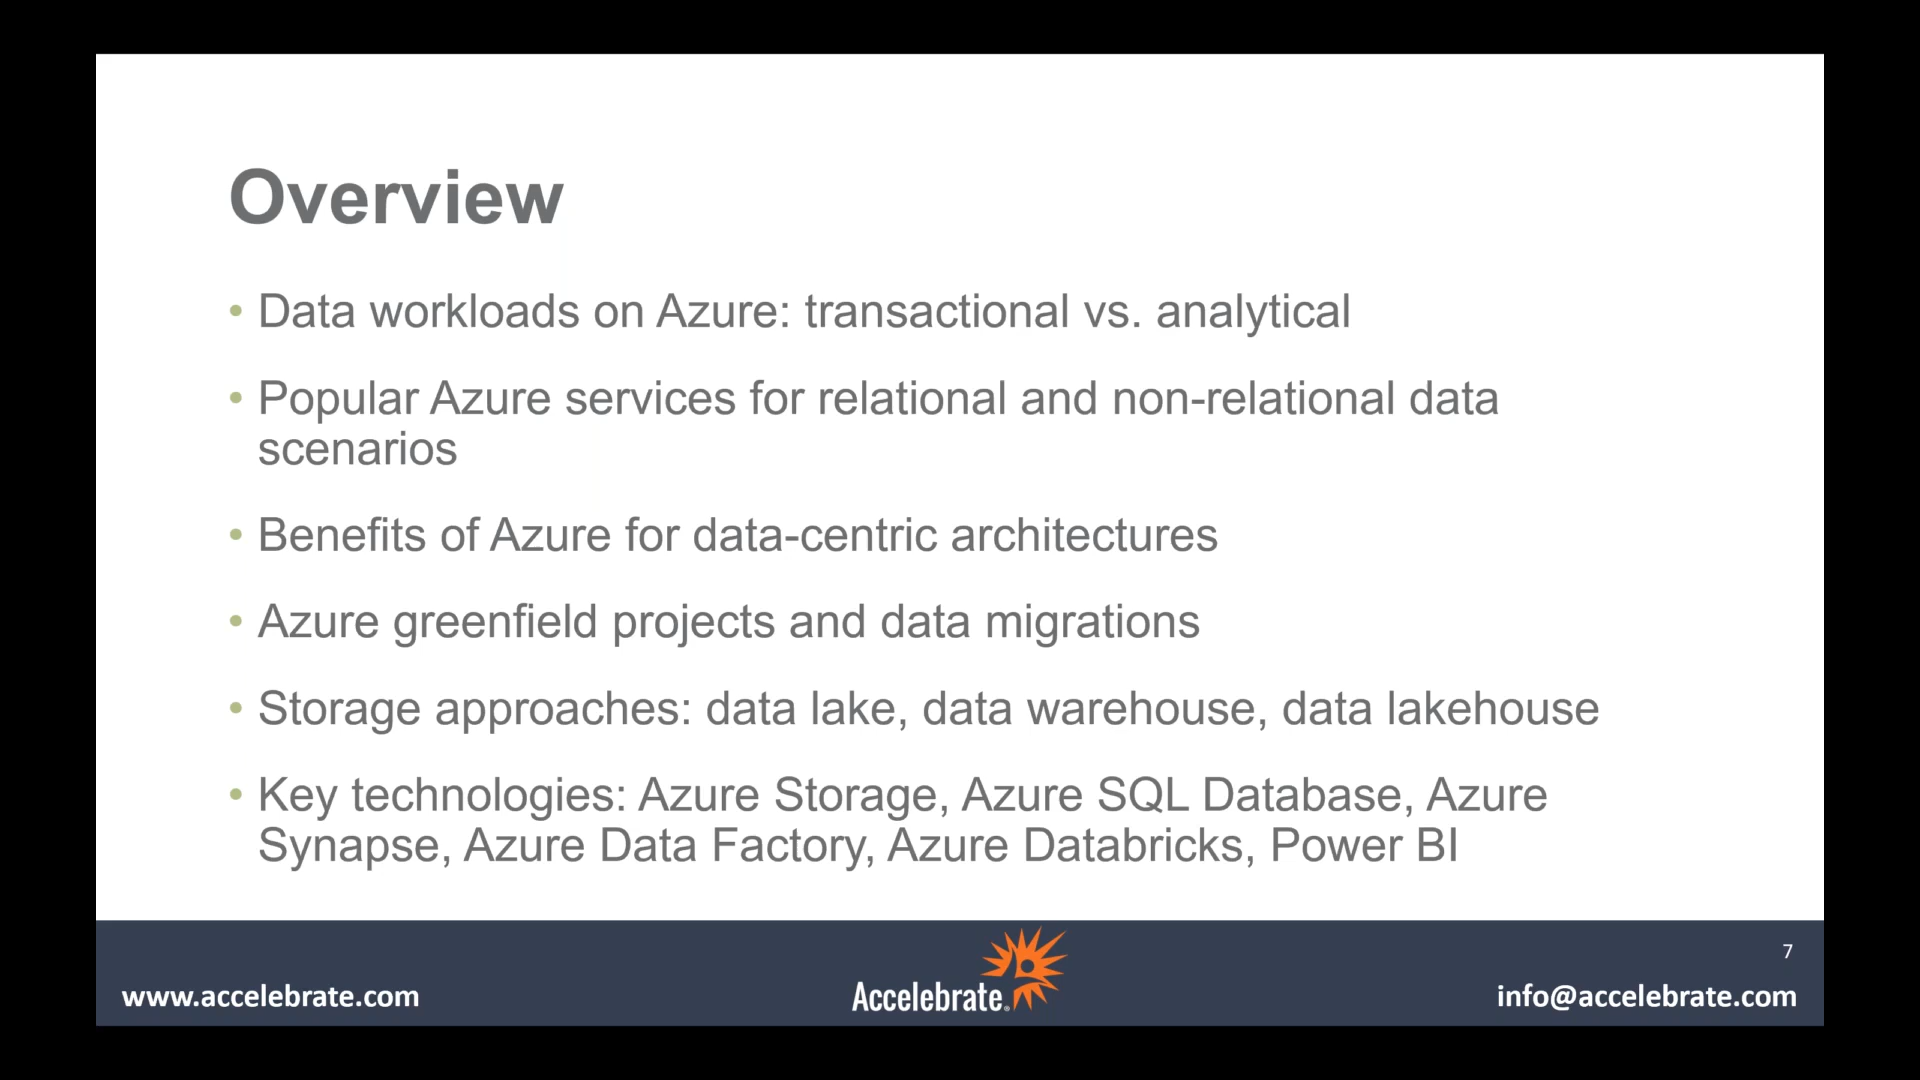 Overview
• Data workloads on Azure: transactional vs. analytical
• Popular Azure services for relational and non-relational data
scenarios
• Benefits of Azure for data-centric architectures
• Azure greenfield projects and data migrations
• Storage approaches: data lake, data warehouse, data lakehouse
• Key technologies: Azure Storage, Azure SQL Database, Azure
Synapse, Azure Data Factory, Azure Databricks, Power BI
7
www.accelebrate.com
Accelebrate®
info@accelebrate.com